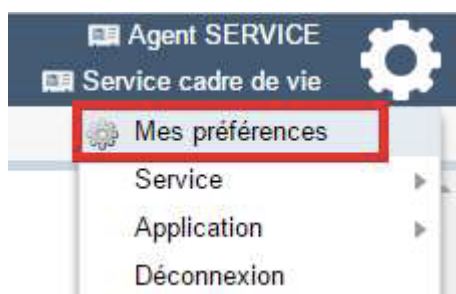 Agent SERVICE
Service cadre de vie
Mes préférences
Service
Application
Déconnexion